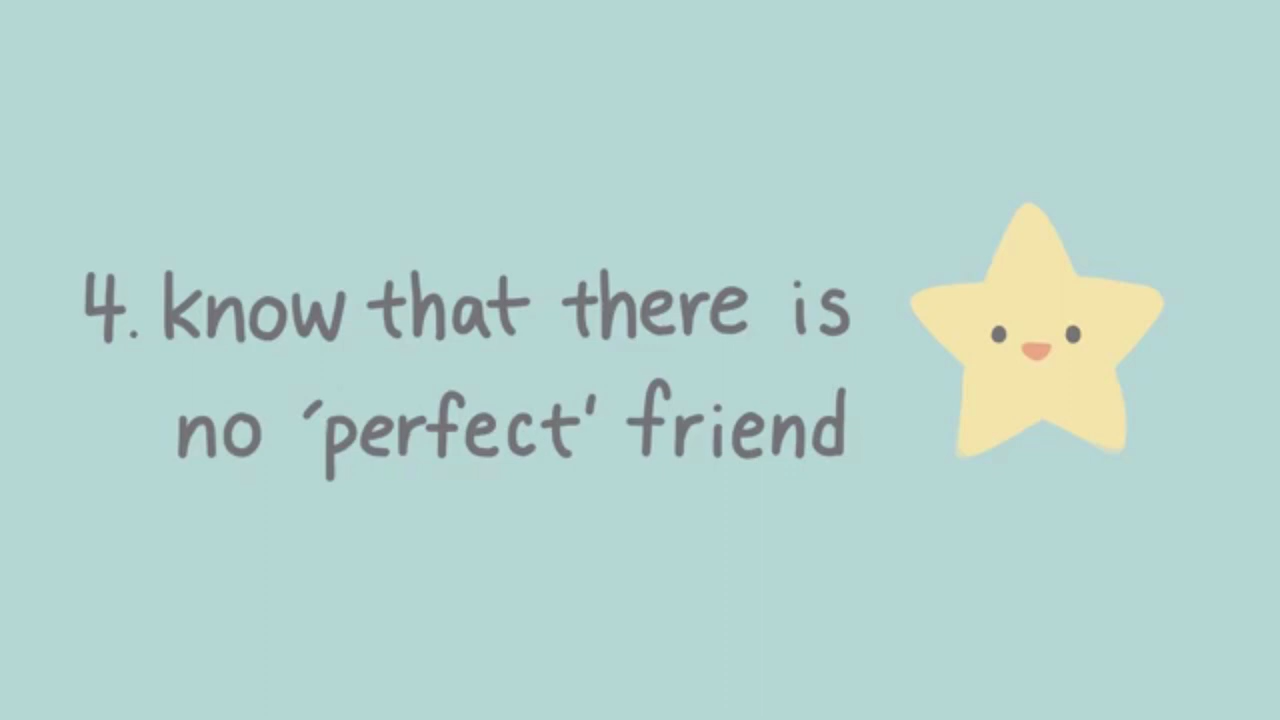 4. know that there is
no 'perfect' friend